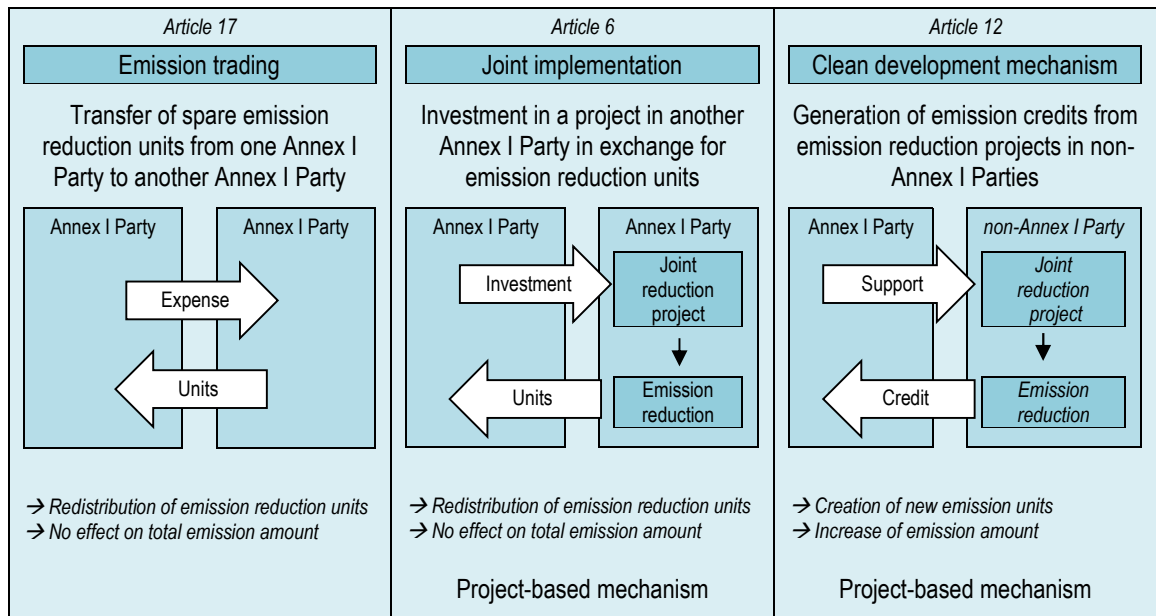 Article 17
Emission trading
Transfer of spare emission
reduction units from one Annex I
Party to another Annex I Party
Annex I Party
Annex I Party
Expense
Units
→ Redistribution of emission reduction units
→ No effect on total emission amount
Article 6
Joint implementation
Investment in a project in another
Annex I Party in exchange for
emission reduction units
Annex I Party
Annex I Party
Investment
Joint
reduction
project
Units
Emission
reduction
→ Redistribution of emission reduction units
→ No effect on total emission amount
Project-based mechanism
Article 12
Clean development mechanism
Generation of emission credits from
emission reduction projects in non-
Annex I Parties
Annex I Party
non-Annex I Party
Support
Joint
reduction
project
Credit
Emission
reduction
→ Creation of new emission units
→ Increase of emission amount
Project-based mechanism